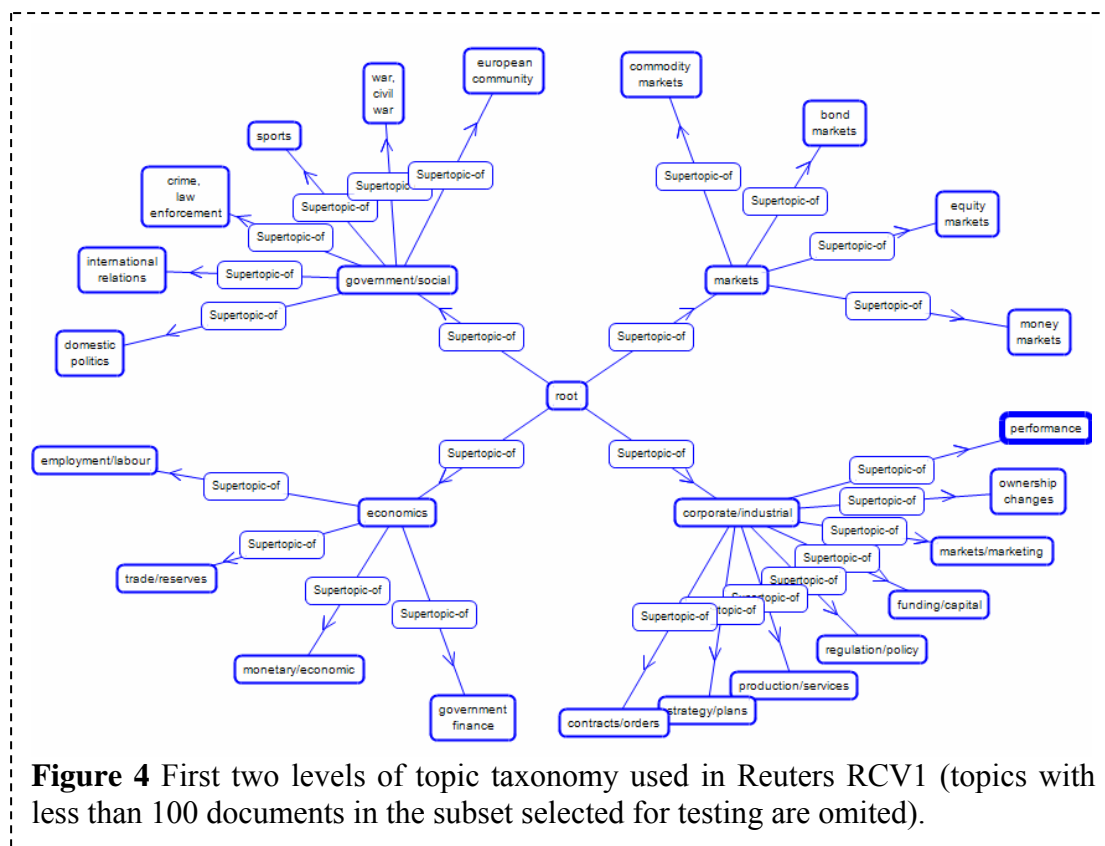 european
community
war,
civil
war
sports
Supertopic-of
Supertopic
Supertopic-of
crime,
law
enforcement
Supertopic-of
international
relations
Supertopic-of
government/social
Supertopic-of
domestic
politics
Supertopic-of
commodity
markets
bond
markets
Supertopic-of
Supertopic-of
equity
markets
Supertopic-of
markets
Supertopic-of
money
markets
Supertopic-of
root
Supertopic-of
employment/labour
Supertopic-of
economics
Supertopic-of
trade/reserves
Supertopic-of
Supertopic-of
monetary/economic
government
finance
Supertopic-of
performance
Supertopic-of
ownership
changes
Supertopic-of
corporate/industrial
Supertopic-of
markets/marketing
Supertopic-of
funding/capital
Supertopic-of
regulation/policy
Supertopic-of
production/services
topic-of
strategy/plans
Supertopic-of
contracts/orders
Figure 4 First two levels of topic taxonomy used in Reuters RCV1 (topics with
less than 100 documents in the subset selected for testing are omited).